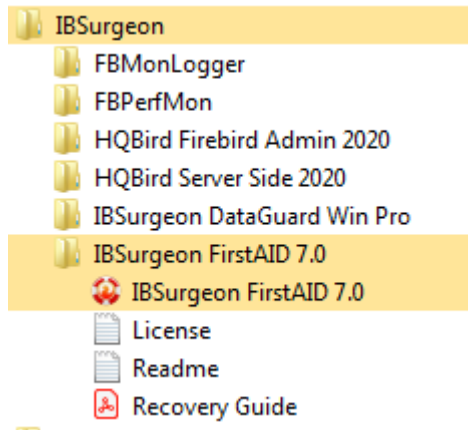 IBSurgeon
FBMonLogger
FBPerfMon
HQBird Firebird Admin 2020
HQBird Server Side 2020
IBSurgeon DataGuard Win Pro
IBSurgeon FirstAID 7.0
IBSurgeon FirstAID 7.0
License
Readme
Recovery Guide